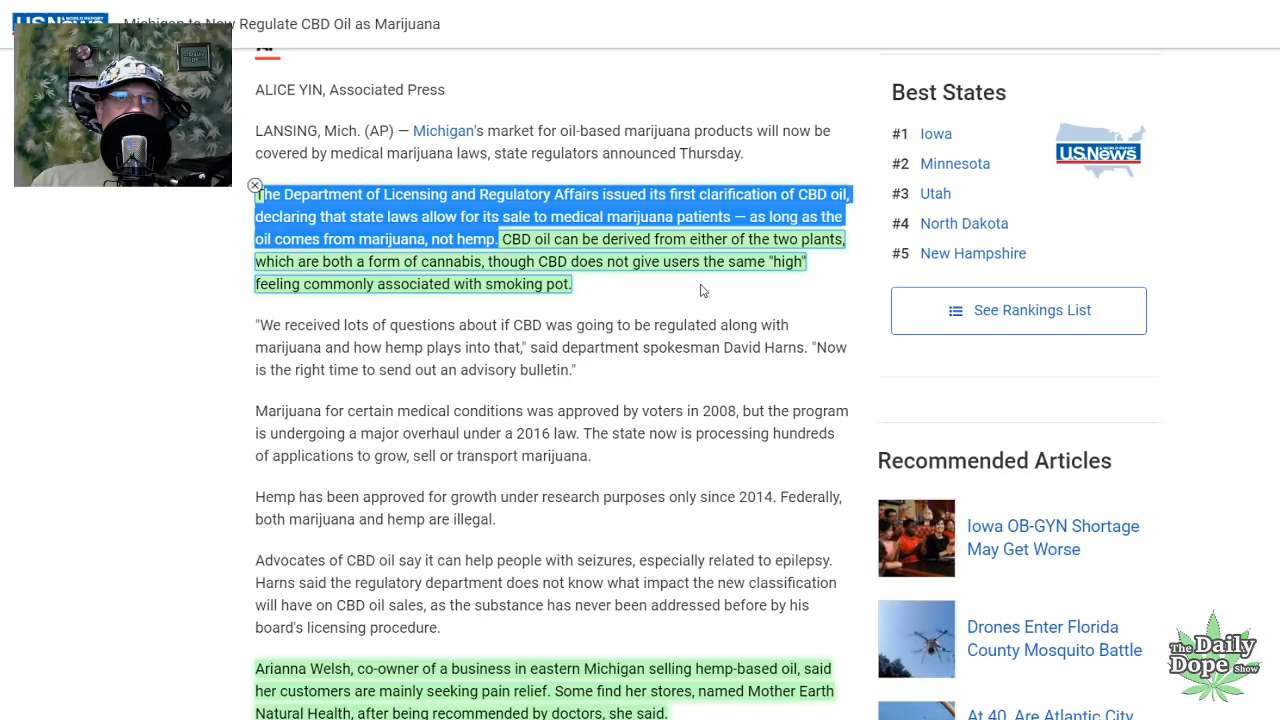 U.S.NEWS
& WORLD REPORT
Michigan to Now Regulate CBD Oil as Marijuana
The Daily
Dope
AP
ALICE YIN, Associated Press
LANSING, Mich. (AP) — Michigan's market for oil-based marijuana products will now be
covered by medical marijuana laws, state regulators announced Thursday.
The Department of Licensing and Regulatory Affairs issued its first clarification of CBD oil,
declaring that state laws allow for its sale to medical marijuana patients — as long as the
oil comes from marijuana, not hemp. CBD oil can be derived from either of the two plants,
which are both a form of cannabis, though CBD does not give users the same "high"
feeling commonly associated with smoking pot.
"We received lots of questions about if CBD was going to be regulated along with
marijuana and how hemp plays into that," said department spokesman David Harns. "Now
is the right time to send out an advisory bulletin."
Marijuana for certain medical conditions was approved by voters in 2008, but the program
is undergoing a major overhaul under a 2016 law. The state now is processing hundreds
of applications to grow, sell or transport marijuana.
Hemp has been approved for growth under research purposes only since 2014. Federally,
both marijuana and hemp are illegal.
Advocates of CBD oil say it can help people with seizures, especially related to epilepsy.
Harns said the regulatory department does not know what impact the new classification
will have on CBD oil sales, as the substance has never been addressed before by his
board's licensing procedure.
Arianna Welsh, co-owner of a business in eastern Michigan selling hemp-based oil, said
her customers are mainly seeking pain relief. Some find her stores, named Mother Earth
Natural Health, after being recommended by doctors, she said.
Best States
#1 Iowa
#2 Minnesota
#3 Utah
#4 North Dakota
#5 New Hampshire
U.S.News
See Rankings List
Recommended Articles
Iowa OB-GYN Shortage
May Get Worse
Drones Enter Florida
County Mosquito Battle
At 40, Are Atlantic City
The Daily
Dope Show